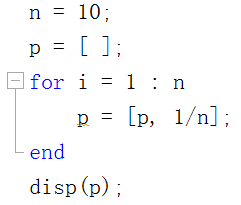 n = 10;
p = [ ];
for i = 1 : n
p = [p, 1/n];
end
disp(p);